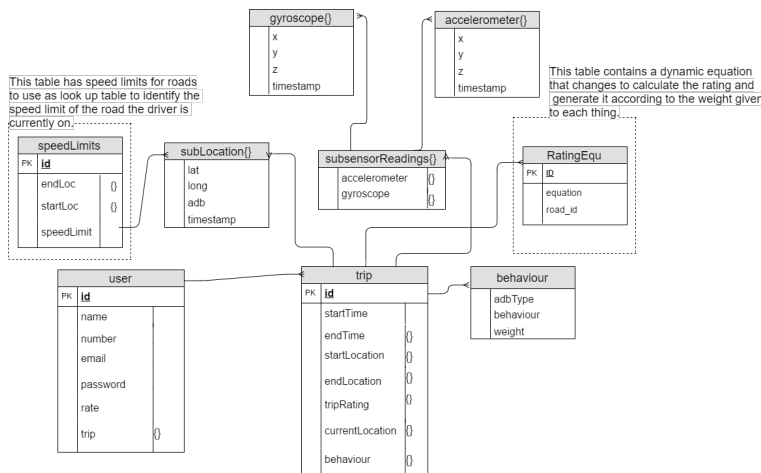 gyroscope{}
x
y
z
timestamp
accelerometer{}
x
y
z
timestamp
This table has speed limits for roads
to use as look up table to identify the
speed limit of the road the driver is
currently on.
This table contains a dynamic equation
that changes to calculate the rating and
generate it according to the weight given
to each thing.
speedLimits
PK id
endLoc {}
startLoc {}
speedLimit
subLocation{}
lat
long
adb
timestamp
subsensorReadings{}
accelerometer {}
gyroscope {}
RatingEqu
PK ID
equation
road_id
user
PK id
name
number
email
password
rate
trip {}
trip
PK id
startTime
endTime {}
startLocation {}
endLocation {}
tripRating {}
currentLocation {}
behaviour {}
behaviour
adbType
behaviour
weight